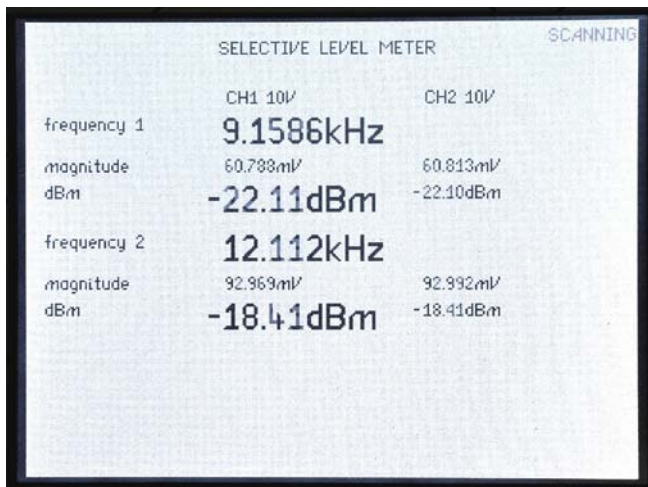 SCANNING
SELECTIVE LEVEL METER
CH1 10V CH2 10V
frequency 1 9.1586kHz
magnitude 60.788mV 60.813mV
dBm -22.11dBm -22.10dBm
frequency 2 12.112kHz
magnitude 92.969mV 92.992mV
dBm -18.41dBm -18.41dBm